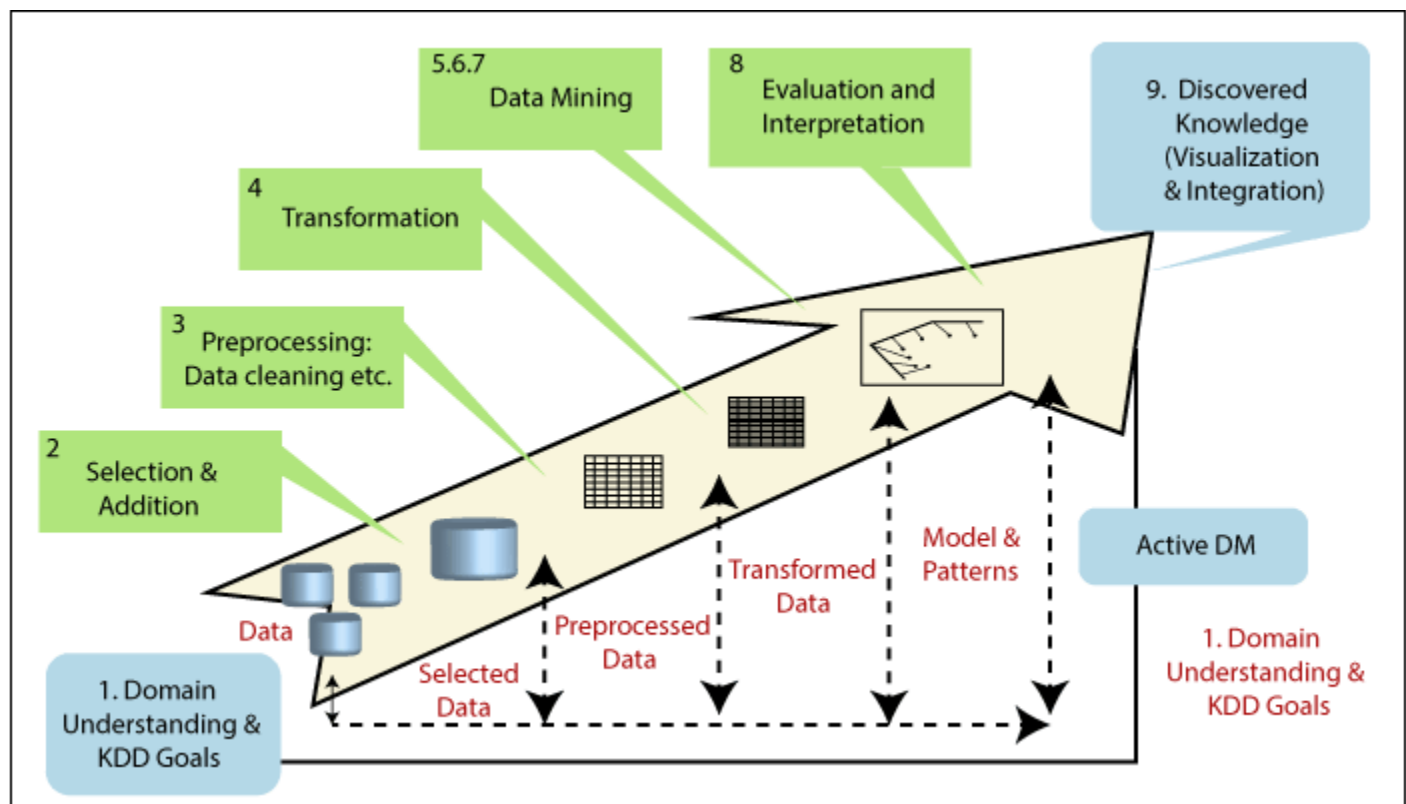 5.6.7
Data Mining
8
Evaluation and
Interpretation
9. Discovered
Knowledge
(Visualization
& Integration)
4
Transformation
3
Preprocessing:
Data cleaning etc.
2
Selection &
Addition
Data
Selected
Data
Preprocessed
Data
Transformed
Data
Model &
Patterns
Active DM
1. Domain
Understanding &
KDD Goals
1. Domain
Understanding &
KDD Goals